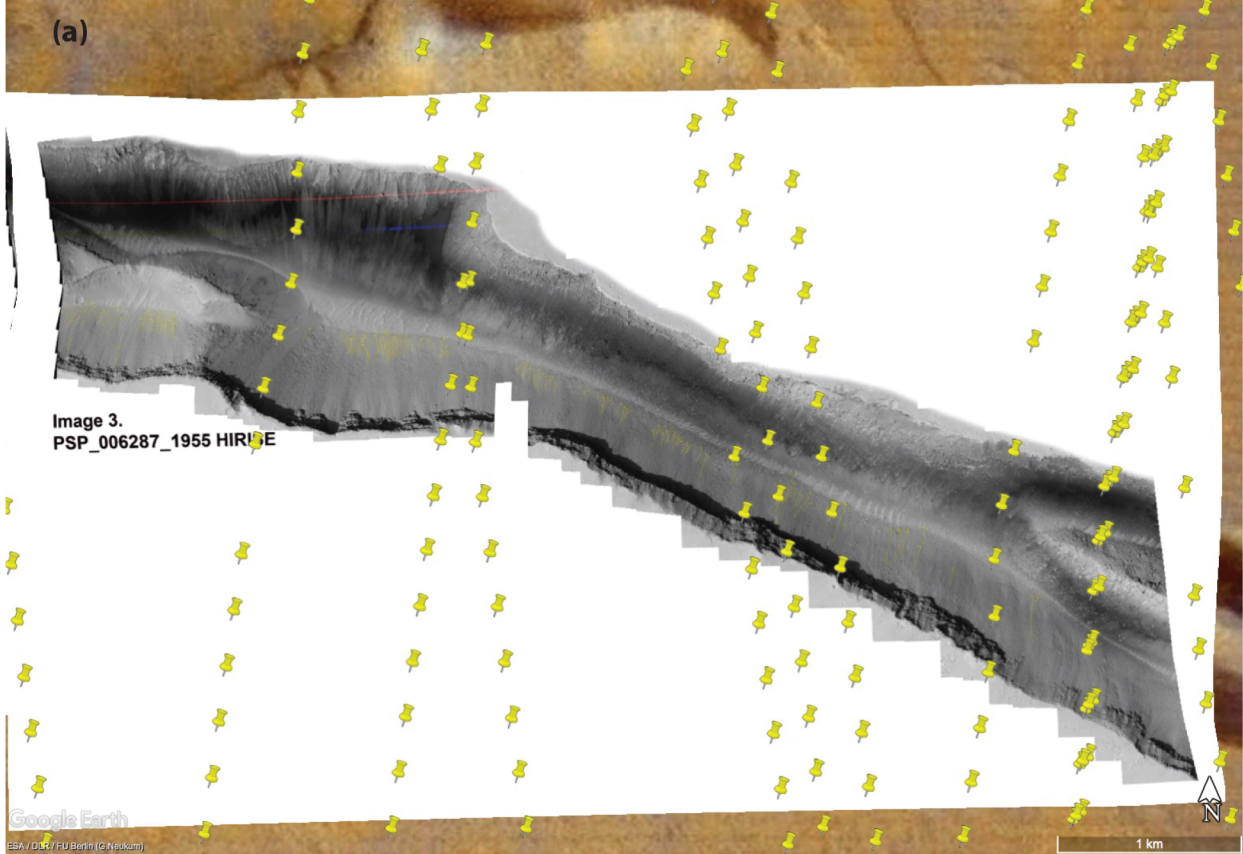 (a)
Image 3.
PSP_006287_1955 HIRISE
Google Earth
ESA / DLR / FU Berlin (G.Neukum)
N
1 km